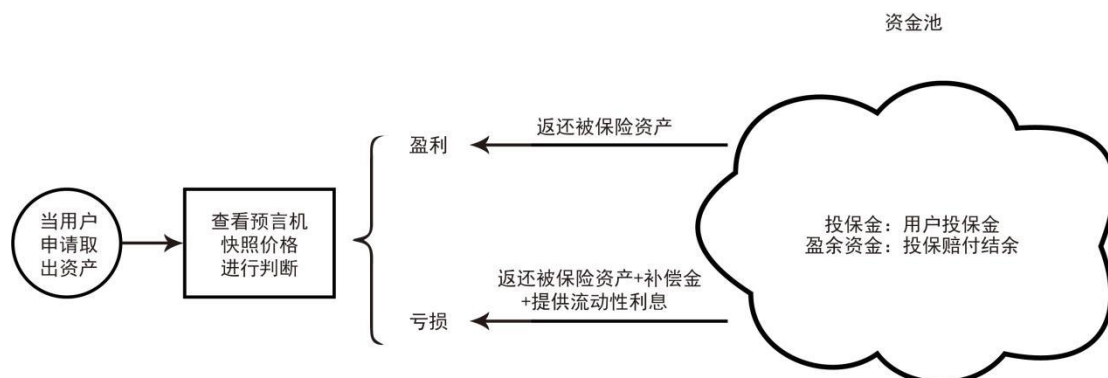 资金池
返还被保险资产
盈利
当用户
申请取
出资产
查看预言机
快照价格
进行判断
投保金：用户投保金
盈余资金：投保赔付结余
返还被保险资产+补偿金
+提供流动性利息
亏损